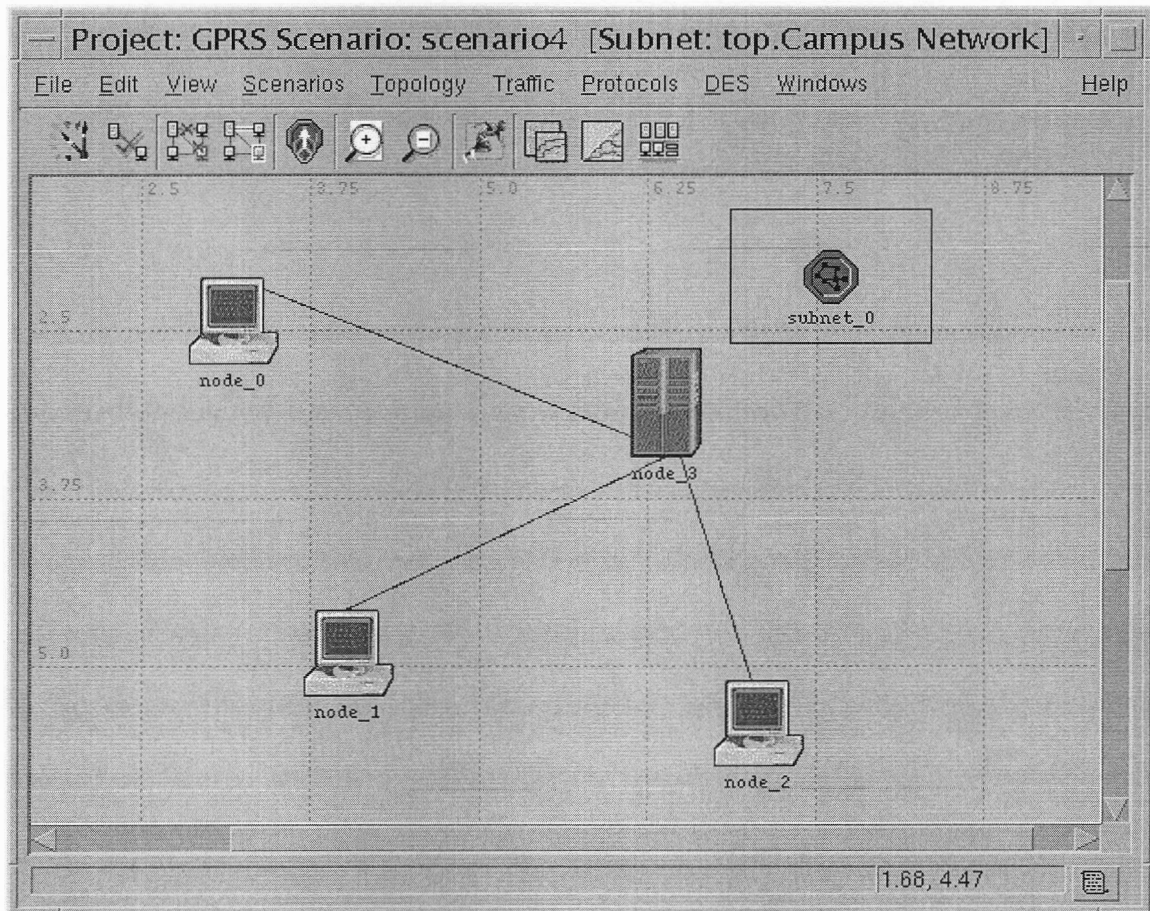 Project: GPRS Scenario: scenario4 [Subnet: top.Campus Network]
File Edit View Scenarios Topology Traffic Protocols DES Windows Help
2.5 3.75 5.0 6.25 7.5 8.75
subnet_0
2.5
node_0
node_3
3.75
5.0
node_1
node_2
1.68, 4.47